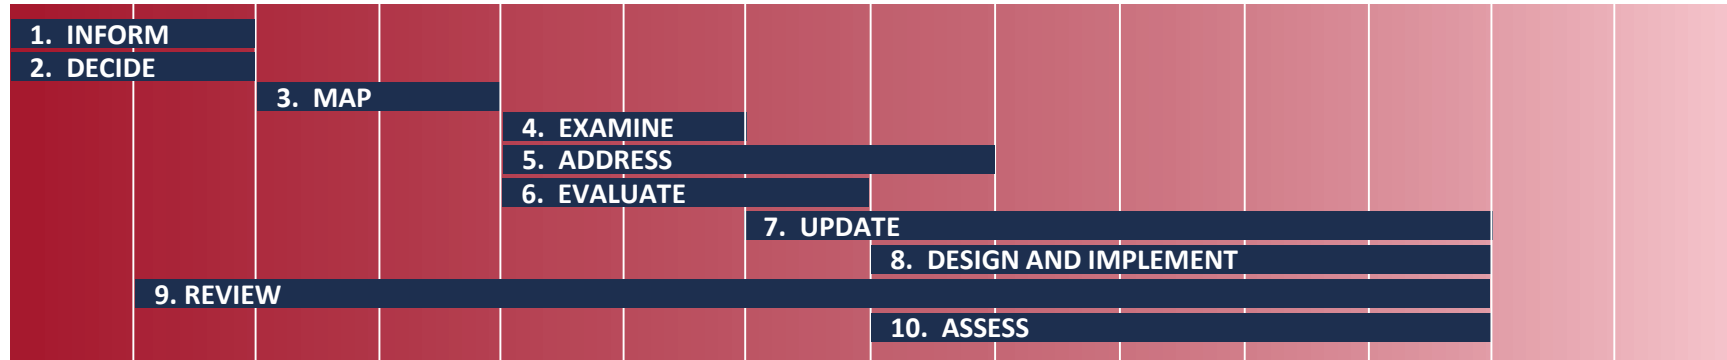 1. INFORM
2. DECIDE
3. MAP
4. EXAMINE
5. ADDRESS
6. EVALUATE
7. UPDATE
8. DESIGN AND IMPLEMENT
9. REVIEW
10. ASSESS